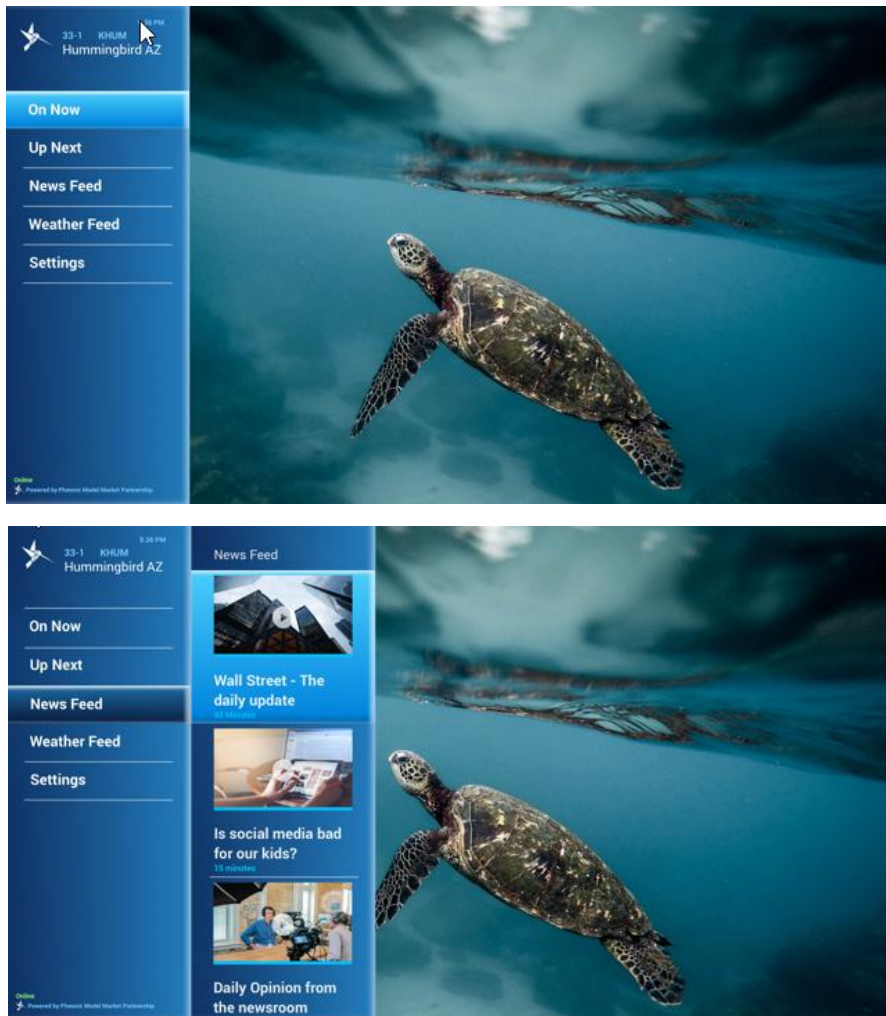 33-1 KHUM
Hummingbird AZ
On Now
Up Next
News Feed
Weather Feed
Settings
Online
Powered by Phoenix Model Market Partnership
5:36 PM
33-1 KHUM
Hummingbird AZ
On Now
Up Next
News Feed
Weather Feed
Settings
Online
Powered by Phoenix Model Market Partnership
News Feed
Wall Street - The
daily update
Is social media bad
for our kids?
15 minutes
Daily Opinion from
the newsroom